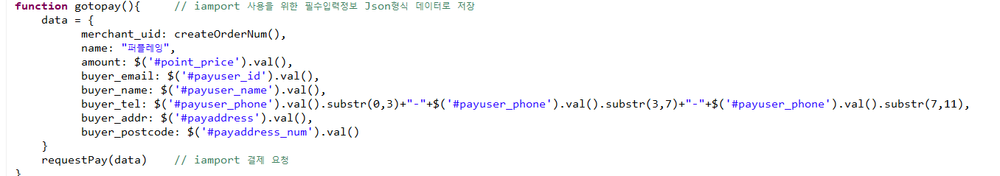 function gotopay(){     // iamport 사용을 위한 필수입력정보 Json형식 데이터로 저장
    data = {
          merchant_uid: createOrderNum(),
          name: "퍼플레잉",
          amount: $('#point_price').val(),
          buyer_email: $('#payuser_id').val(),
          buyer_name: $('#payuser_name').val(),
          buyer_tel: $('#payuser_phone').val().substr(0,3)+"-"+$('#payuser_phone').val().substr(3,7)+"-"+$('#payuser_phone').val().substr(7,11),
          buyer_addr: $('#payaddress').val(),
          buyer_postcode: $('#payaddress_num').val()
    }
    requestPay(data)    // iamport 결제 요청
}